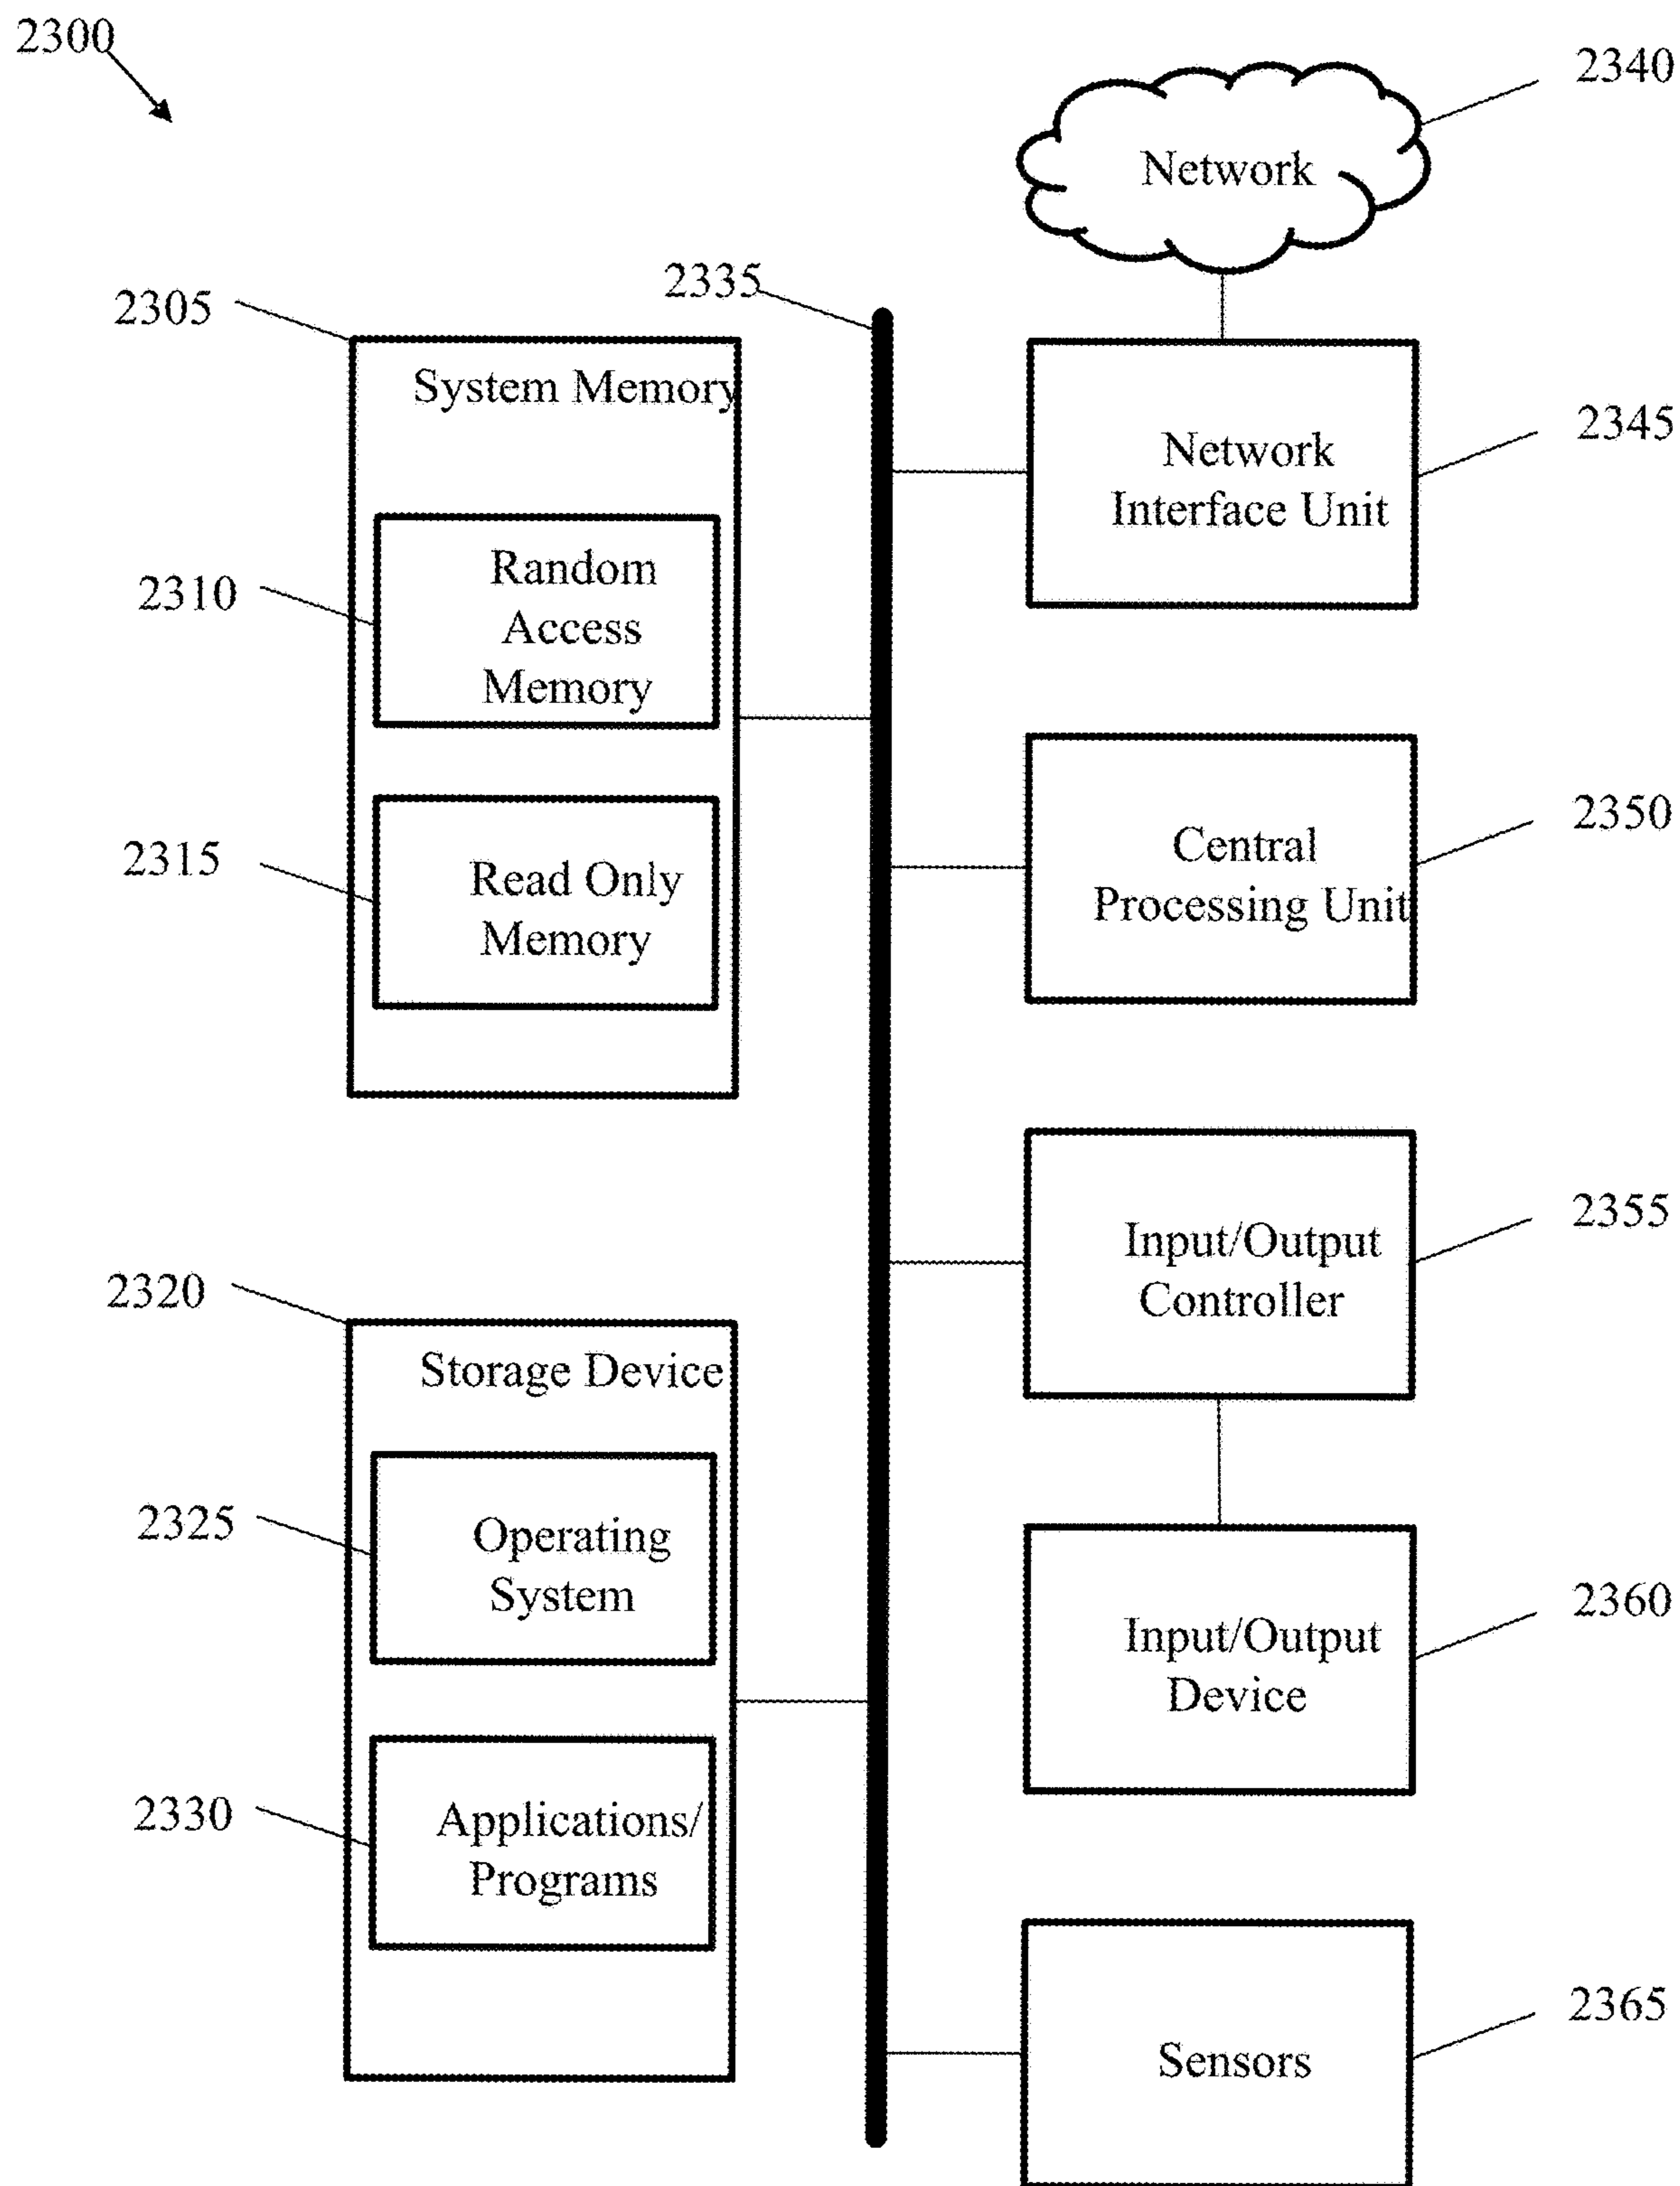 2300
2340
Network
2335
2305
System Memory
2345
Network
Interface Unit
2310
Random
Access
Memory
2350
Central
Processing Unit
2315
Read Only
Memory
2355
Input/Output
Controller
2320
Storage Device
2325
Operating
System
2360
Input/Output
Device
2330
Applications/
Programs
2365
Sensors